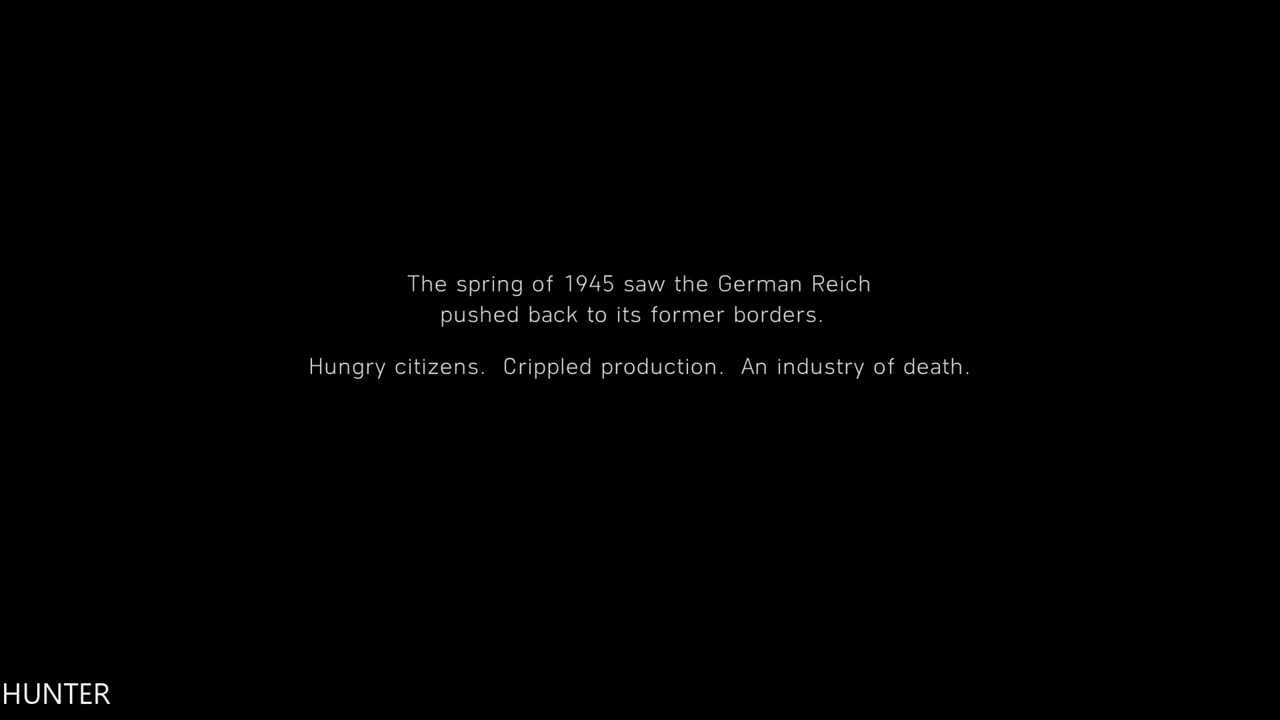 The spring of 1945 saw the German Reich
pushed back to its former borders.
Hungry citizens. Crippled production. An industry of death.
HUNTER